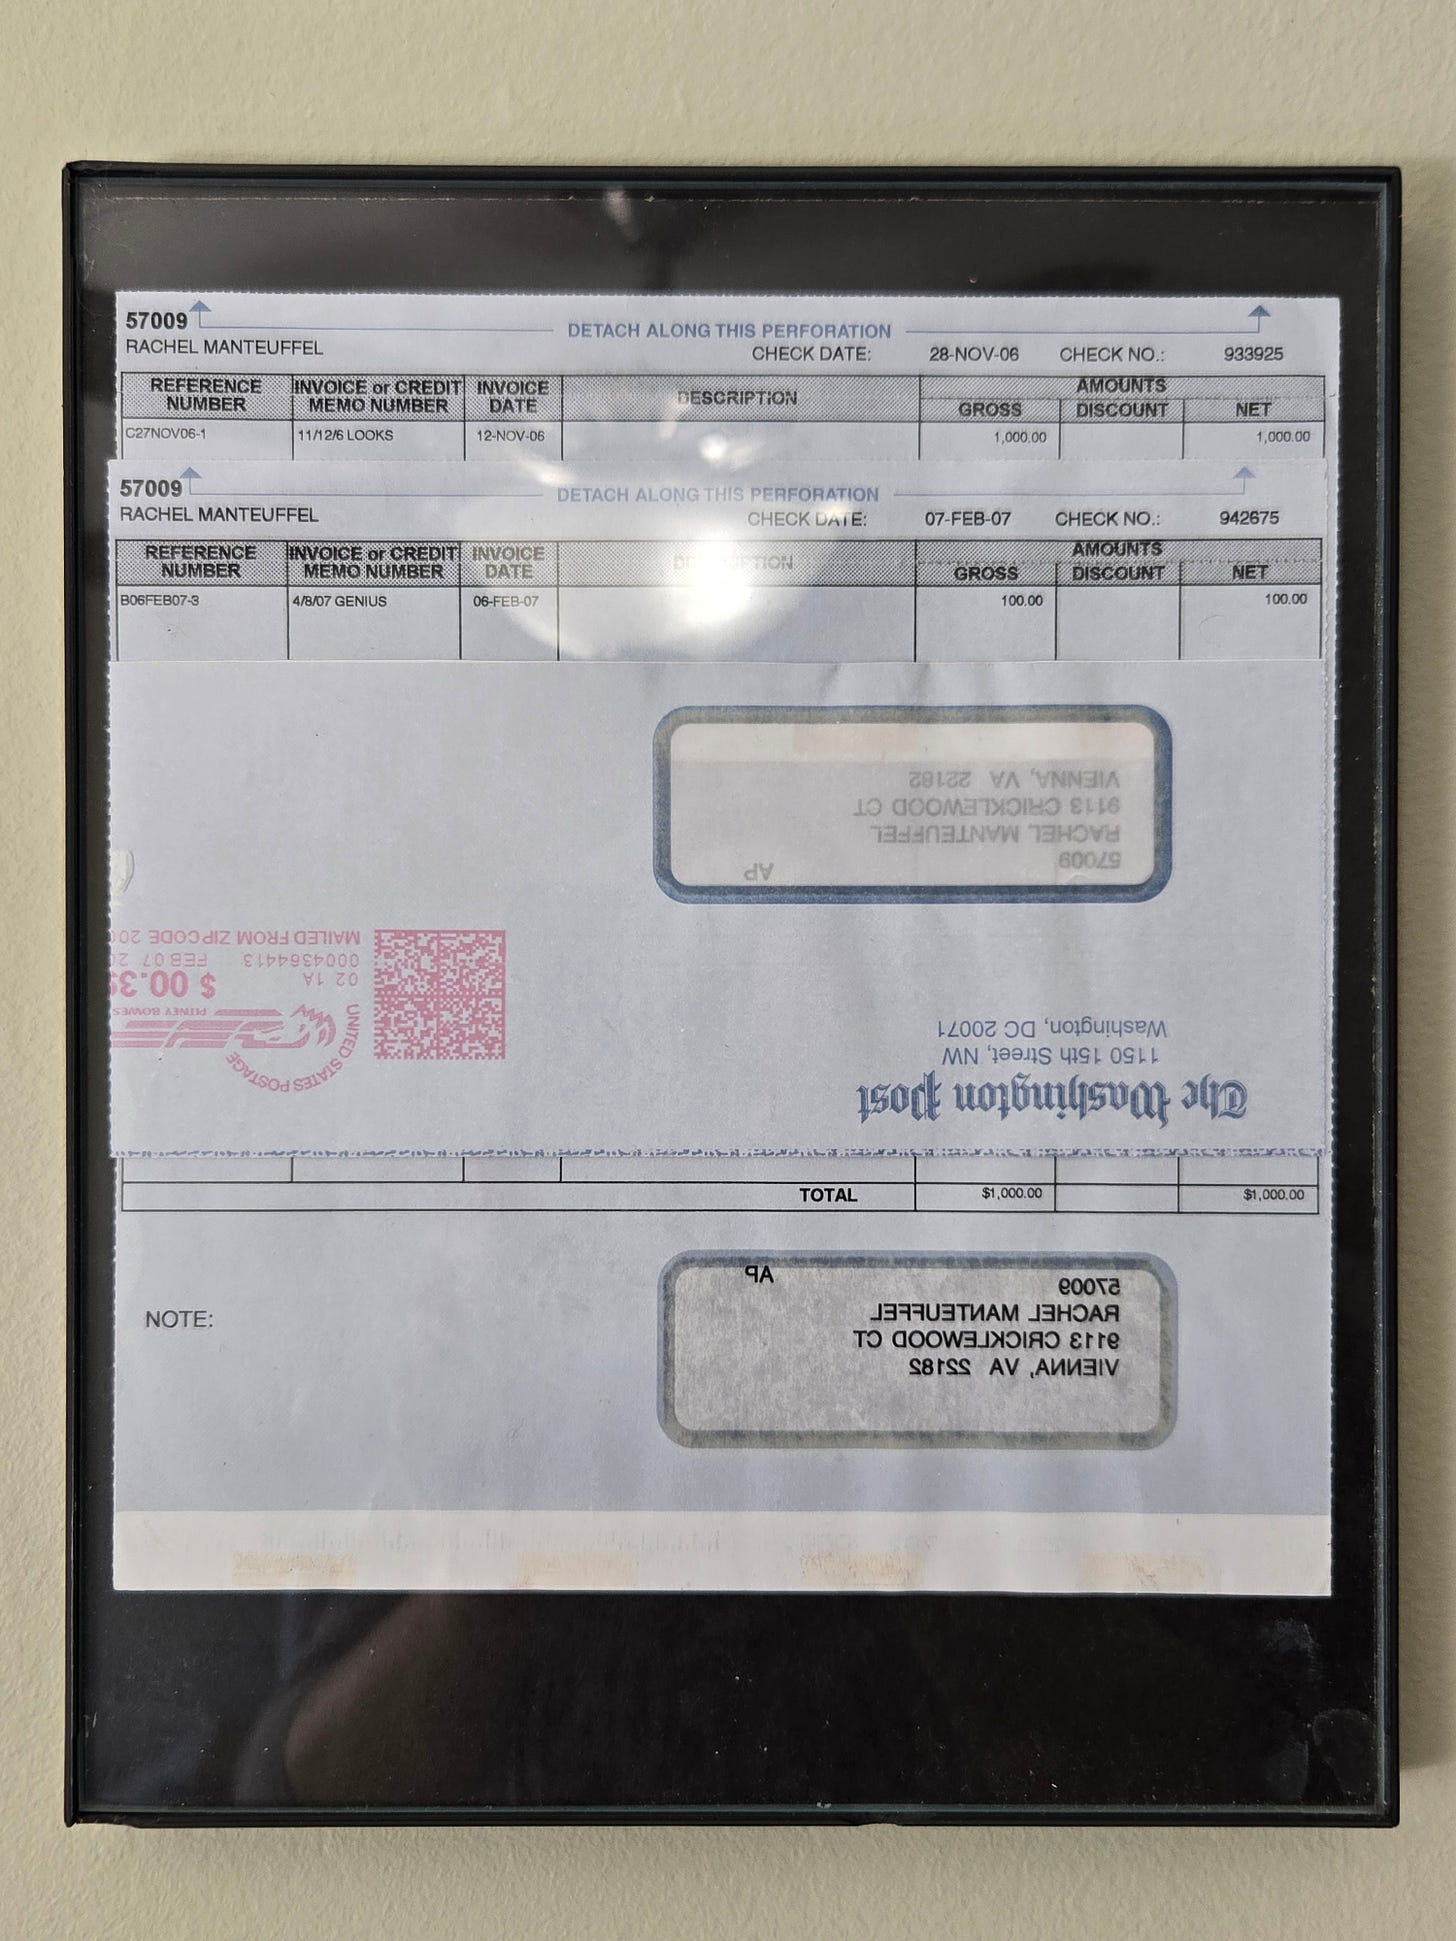 57009
DETACH ALONG THIS PERFORATION
RACHEL MANTEUFFEL
CHECK DATE: 28-NOV-06 CHECK NO.: 933925
REFERENCE NUMBER INVOICE or CREDIT MEMO NUMBER INVOICE DATE DESCRIPTION AMOUNTS
GROSS DISCOUNT NET
C27NOV06-1 11/12/6 LOOKS 12-NOV-06 1,000.00 1,000.00
57009
DETACH ALONG THIS PERFORATION
RACHEL MANTEUFFEL
CHECK DATE: 07-FEB-07 CHECK NO.: 942675
REFERENCE NUMBER INVOICE or CREDIT MEMO NUMBER INVOICE DATE DESCRIPTION AMOUNTS
GROSS DISCOUNT NET
B06FEB07-3 4/8/07 GENIUS 06-FEB-07 100.00 100.00
57009 AP
RACHEL MANTEUFFEL
9113 CRICKLEWOOD CT
VIENNA, VA 22182
The Washington Post
1150 15th Street, NW
Washington, DC 20071
UNITED STATES POSTAGE
PITNEY BOWES
02 1A $ 00.39
0004364413 FEB 07 20
MAILED FROM ZIP CODE 200
TOTAL $1,000.00 $1,000.00
NOTE:
57009 AP
RACHEL MANTEUFFEL
9113 CRICKLEWOOD CT
VIENNA, VA 22182